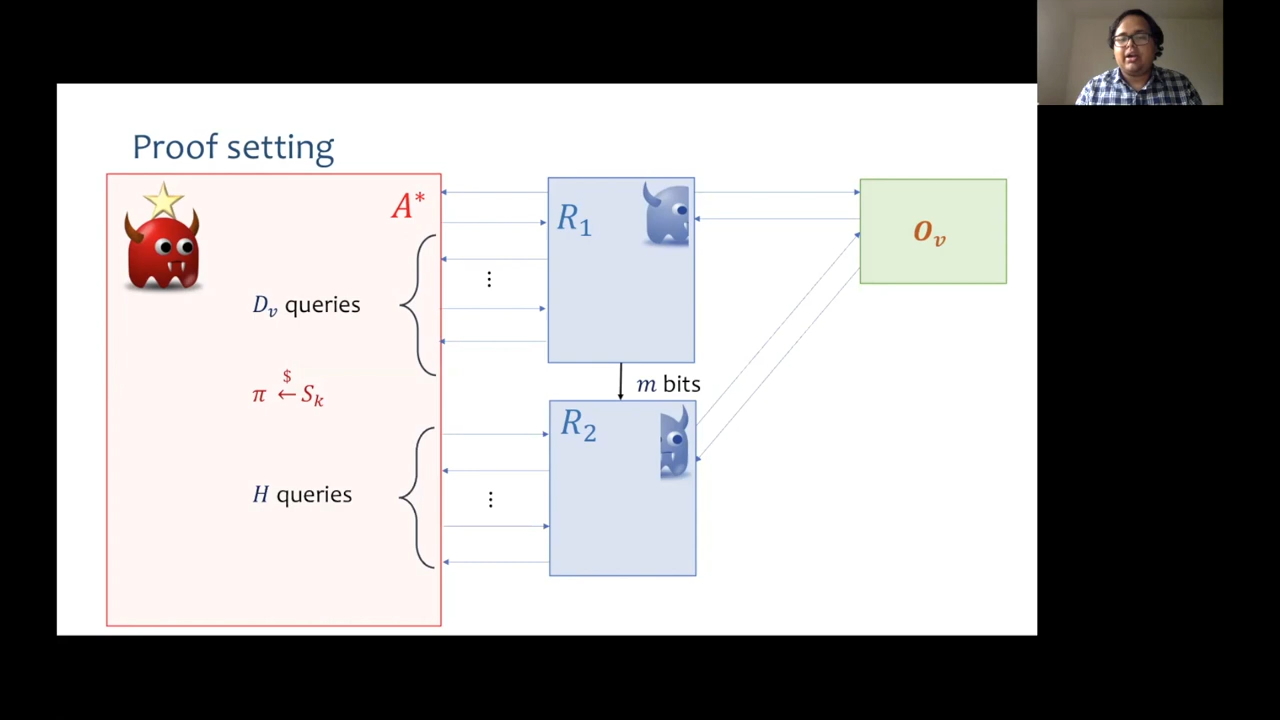 Proof setting
A*
R₁
O_v
D_v queries
⋮
π ←$ S_k
m bits
R₂
H queries
⋮